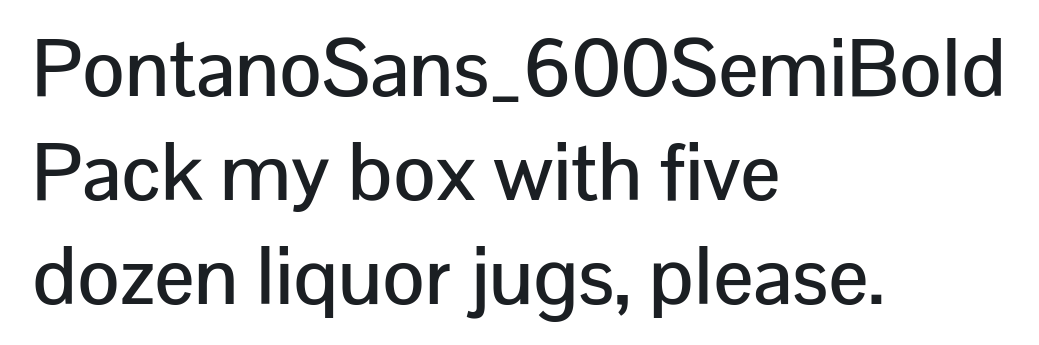 PontanoSans_600SemiBold
Pack my box with five
dozen liquor jugs, please.